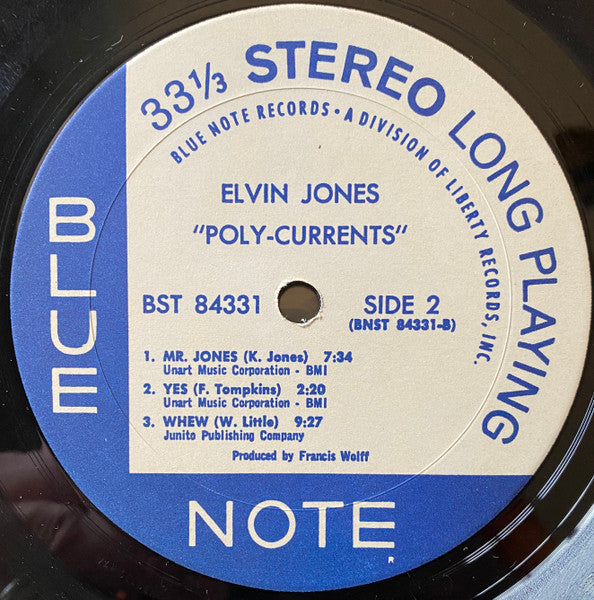 33⅓ STEREO LONG PLAYING
BLUE NOTE RECORDS • A DIVISION OF LIBERTY RECORDS, INC.
ELVIN JONES
"POLY-CURRENTS"
BST 84331
SIDE 2
(BNST 84331-B)
1. MR. JONES (K. Jones) 7:34
Unart Music Corporation - BMI
2. YES (F. Tompkins) 2:20
Unart Music Corporation - BMI
3. WHEW (W. Little) 9:27
Junito Publishing Company
Produced by Francis Wolff
BLUE
NOTE
R